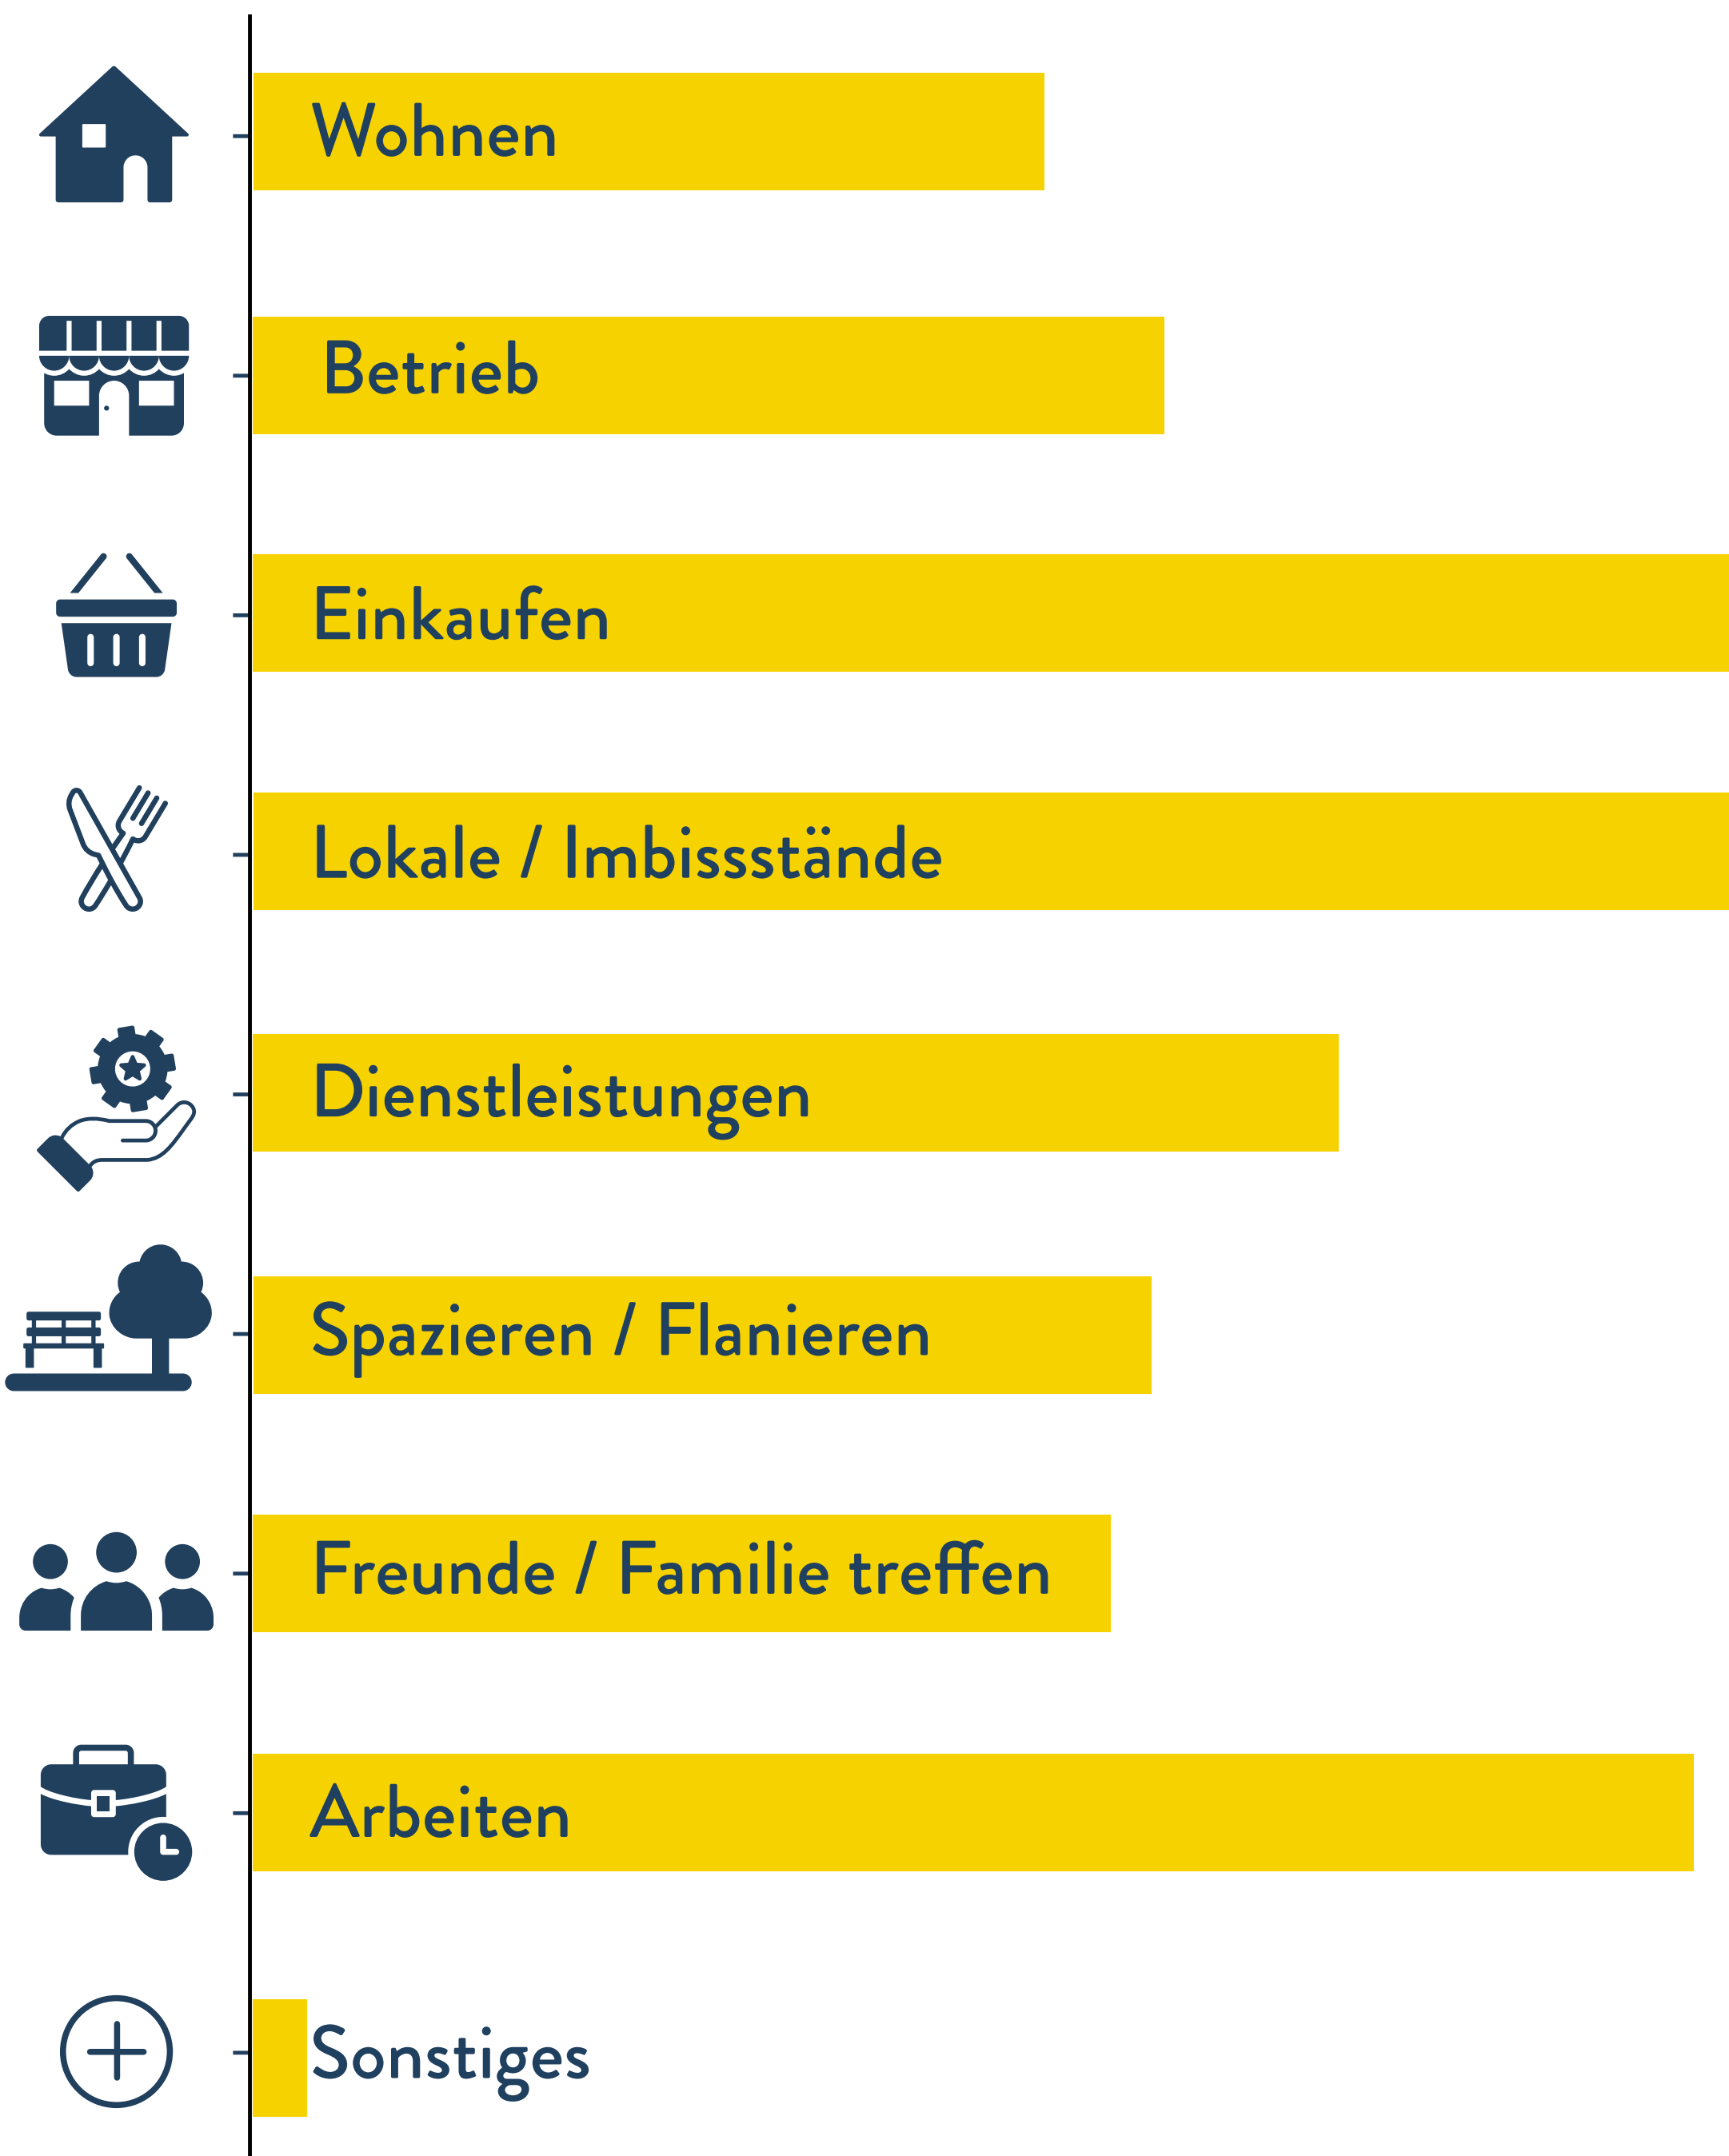 Wohnen
Betrieb
Einkaufen
Lokale / Imbissstände
Dienstleistungen
Spazieren / Flanieren
Freunde / Familie treffen
Arbeiten
Sonstiges